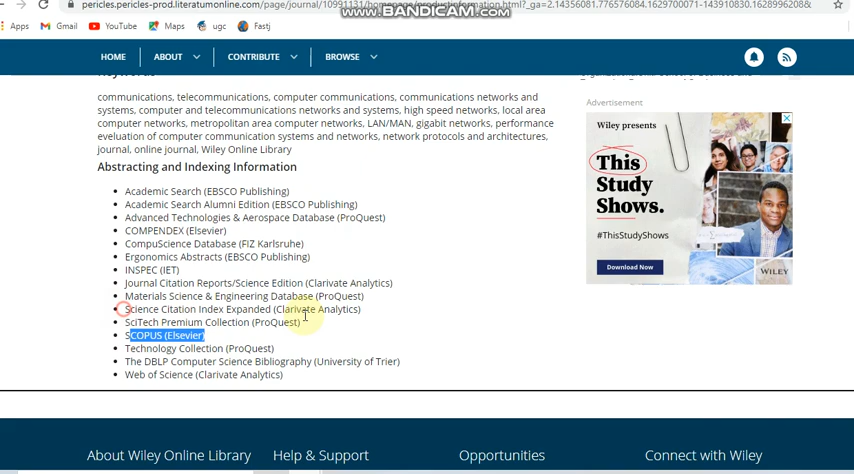 pericles.pericles-prod.literatumonline.com/page/journal/10991131/homepage/productinformation.html?_ga=2.14356081.776576084.1629700071-143910830.1628996208&
www.BANDICAM.com
Apps Gmail YouTube Maps ugc Fastj
HOME ABOUT CONTRIBUTE BROWSE
Keywords
communications, telecommunications, computer communications, communications networks and
systems, computer and telecommunications networks and systems, high speed networks, local area
computer networks, metropolitan area computer networks, LAN/MAN, gigabit networks, performance
evaluation of computer communication systems and networks, network protocols and architectures,
journal, online journal, Wiley Online Library
Abstracting and Indexing Information
Academic Search (EBSCO Publishing)
Academic Search Alumni Edition (EBSCO Publishing)
Advanced Technologies & Aerospace Database (ProQuest)
COMPENDEX (Elsevier)
CompuScience Database (FIZ Karlsruhe)
Ergonomics Abstracts (EBSCO Publishing)
INSPEC (IET)
Journal Citation Reports/Science Edition (Clarivate Analytics)
Materials Science & Engineering Database (ProQuest)
Science Citation Index Expanded (Clarivate Analytics)
SciTech Premium Collection (ProQuest)
SCOPUS (Elsevier)
Technology Collection (ProQuest)
The DBLP Computer Science Bibliography (University of Trier)
Web of Science (Clarivate Analytics)
Advertisement
Wiley presents
This
Study
Shows.
#ThisStudyShows
Download Now
WILEY
About Wiley Online Library Help & Support Opportunities Connect with Wiley